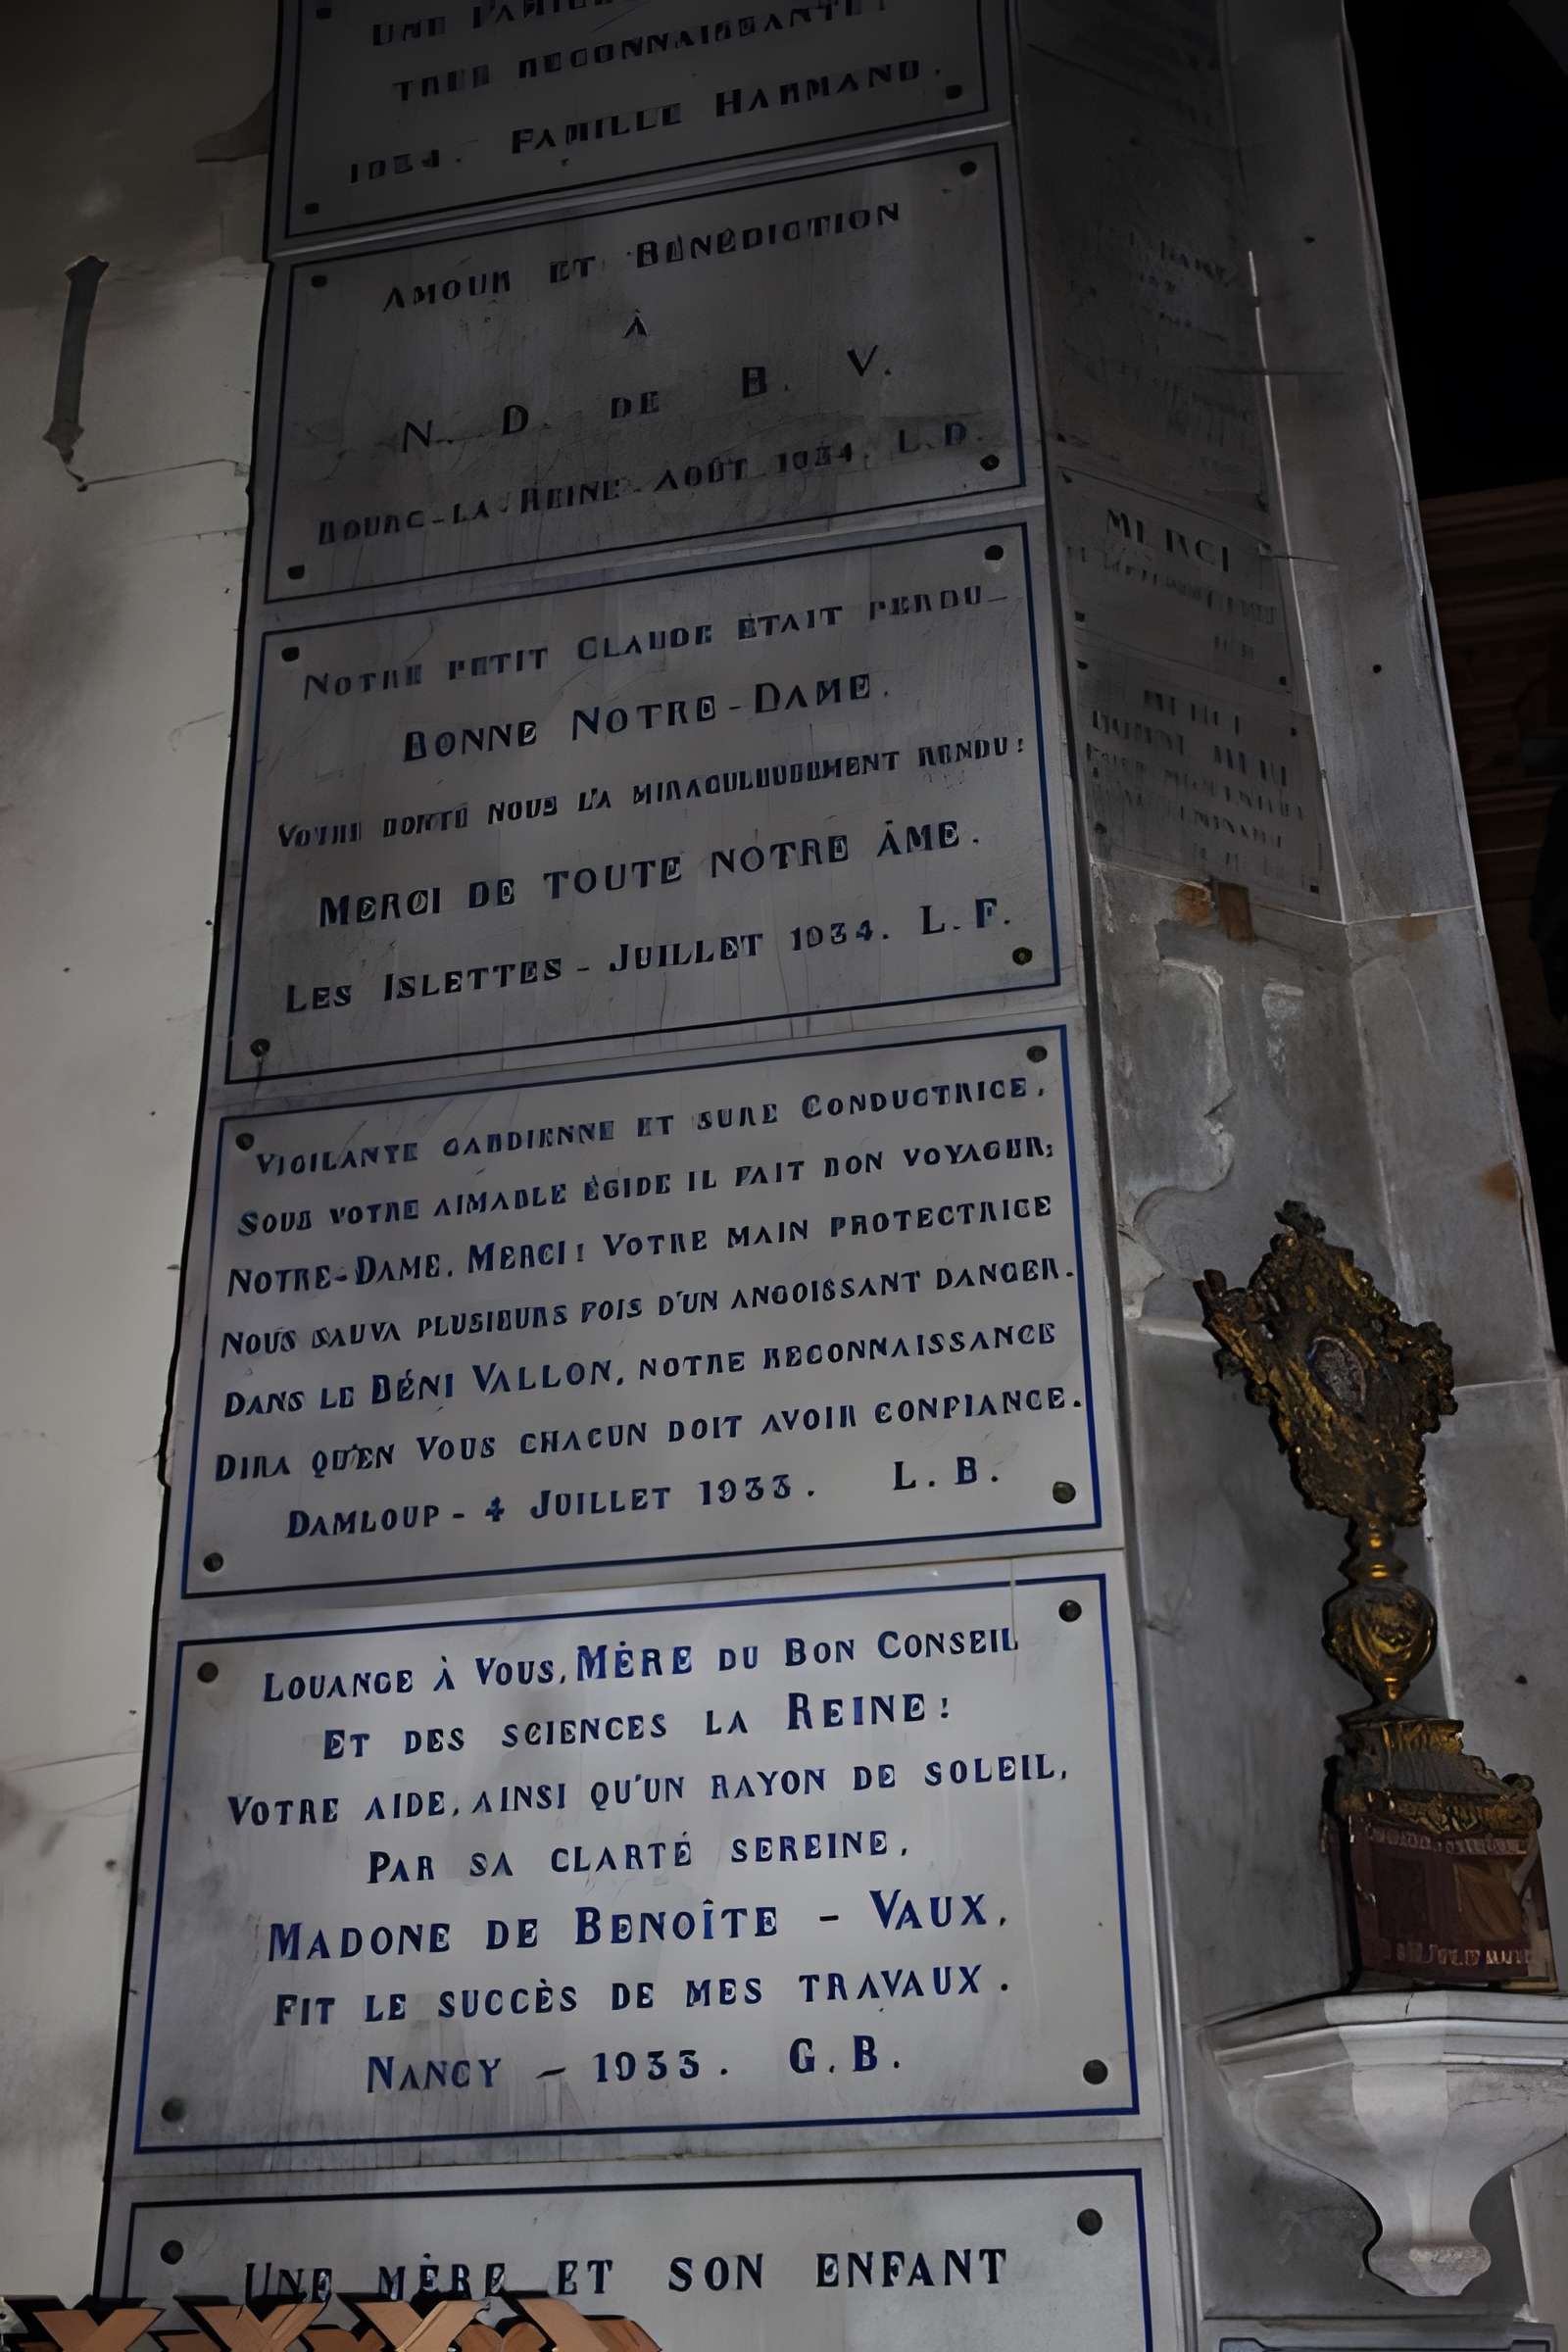 UNE FAMILLE
TRÈS RECONNAISSANTE!
1934. FAMILLE HARMAND.
AMOUR ET BÉNÉDICTION
À
N. D. DE B. V.
BOURG-LA-REINE - AOÛT 1934. L. D.
NOTRE PETIT CLAUDE ÉTAIT PERDU -
BONNE NOTRE-DAME.
VOTRE BONTÉ NOUS L'A MIRACULEUSEMENT RENDU!
MERCI DE TOUTE NOTRE ÂME.
LES ISLETTES - JUILLET 1934. L. F.
VIGILANTE GARDIENNE ET SURE CONDUCTRICE,
SOUS VOTRE AIMABLE ÉGIDE IL FAIT BON VOYAGER;
NOTRE-DAME, MERCI! VOTRE MAIN PROTECTRICE
NOUS SAUVA PLUSIEURS FOIS D'UN ANGOISSANT DANGER.
DANS LE BÉNI VALLON, NOTRE RECONNAISSANCE
DIRA QU'EN VOUS CHACUN DOIT AVOIR CONFIANCE.
DAMLOUP - 4 JUILLET 1933. L. B.
LOUANGE À VOUS, MÈRE DU BON CONSEIL
ET DES SCIENCES LA REINE!
VOTRE AIDE, AINSI QU'UN RAYON DE SOLEIL,
PAR SA CLARTÉ SEREINE,
MADONE DE BENOÎTE - VAUX,
FIT LE SUCCÈS DE MES TRAVAUX.
NANCY - 1933. G. B.
UNE MÈRE ET SON ENFANT
MERCI